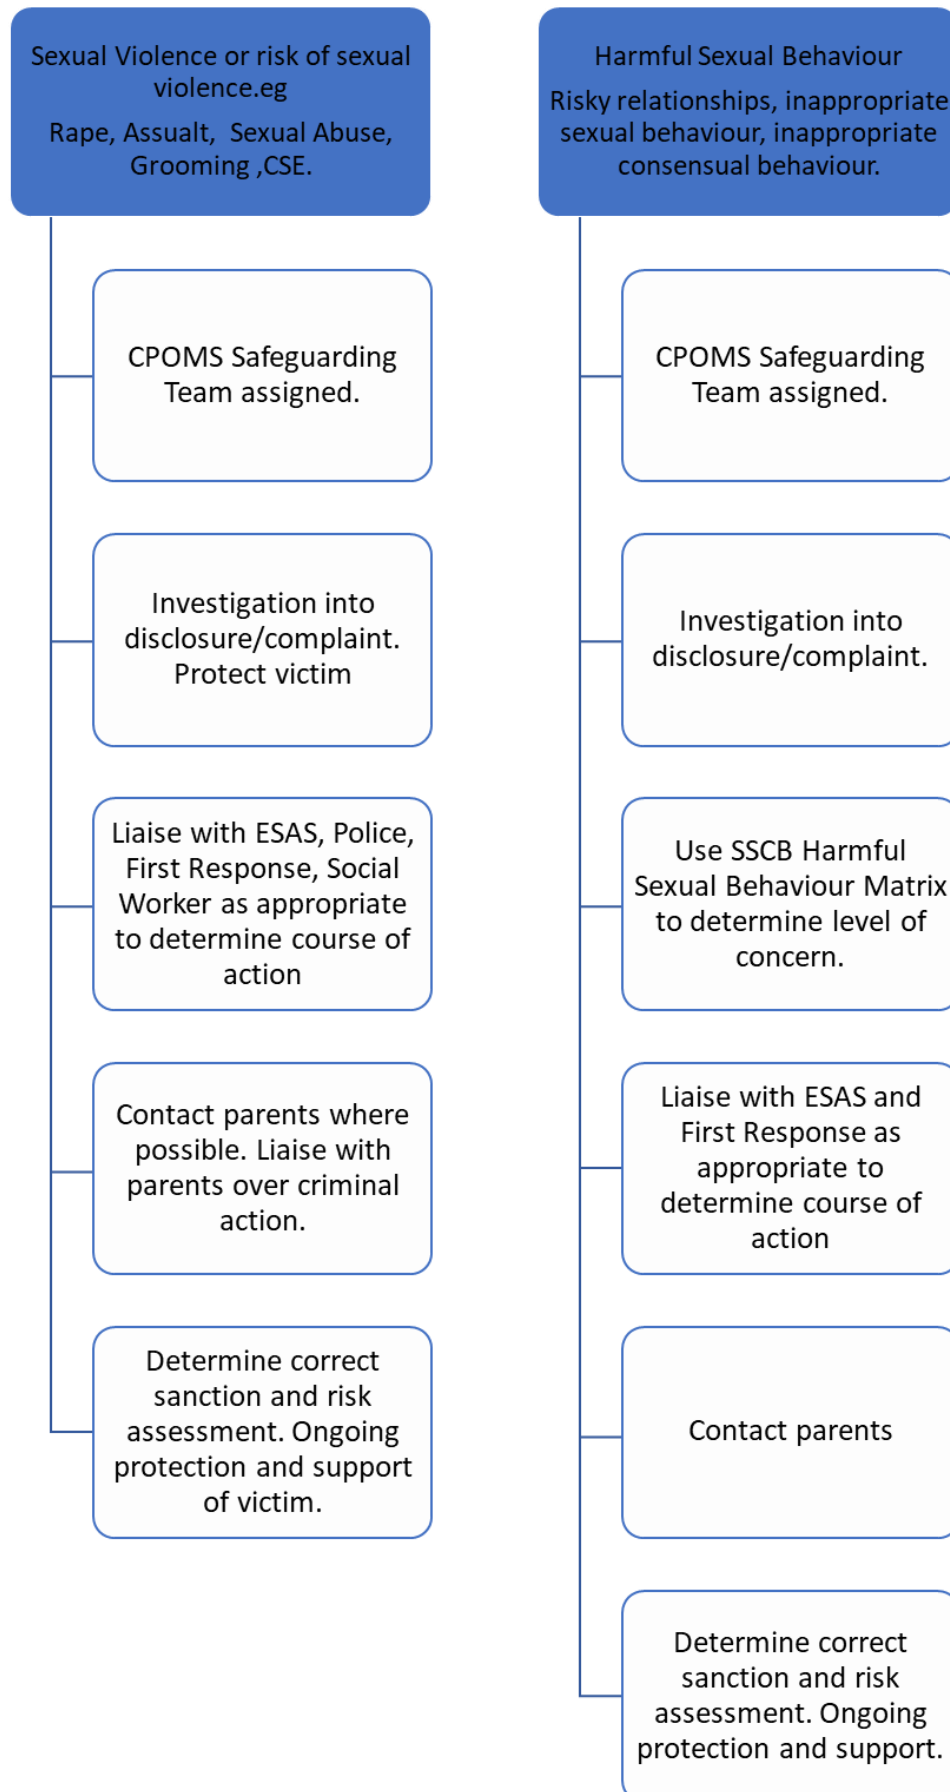 Sexual Violence or risk of sexual
violence.eg
Rape, Assualt, Sexual Abuse,
Grooming ,CSE.
CPOMS Safeguarding
Team assigned.
Investigation into
disclosure/complaint.
Protect victim
Liaise with ESAS, Police,
First Response, Social
Worker as appropriate
to determine course of
action
Contact parents where
possible. Liaise with
parents over criminal
action.
Determine correct
sanction and risk
assessment. Ongoing
protection and support
of victim.
Harmful Sexual Behaviour
Risky relationships, inappropriate
sexual behaviour, inappropriate
consensual behaviour.
CPOMS Safeguarding
Team assigned.
Investigation into
disclosure/complaint.
Use SSCB Harmful
Sexual Behaviour Matrix
to determine level of
concern.
Liaise with ESAS and
First Response as
appropriate to
determine course of
action
Contact parents
Determine correct
sanction and risk
assessment. Ongoing
protection and support.